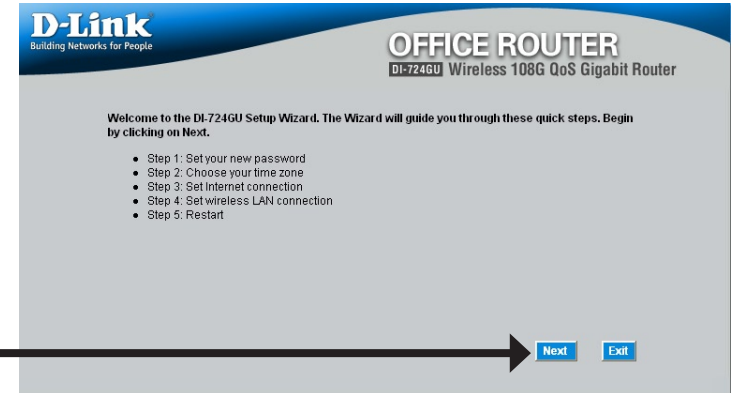 D-Link
Building Networks for People
OFFICE ROUTER
DI-724GU Wireless 108G QoS Gigabit Router
Welcome to the DI-724GU Setup Wizard. The Wizard will guide you through these quick steps. Begin
by clicking on Next.
• Step 1: Set your new password
• Step 2: Choose your time zone
• Step 3: Set Internet connection
• Step 4: Set wireless LAN connection
• Step 5: Restart
Next Exit